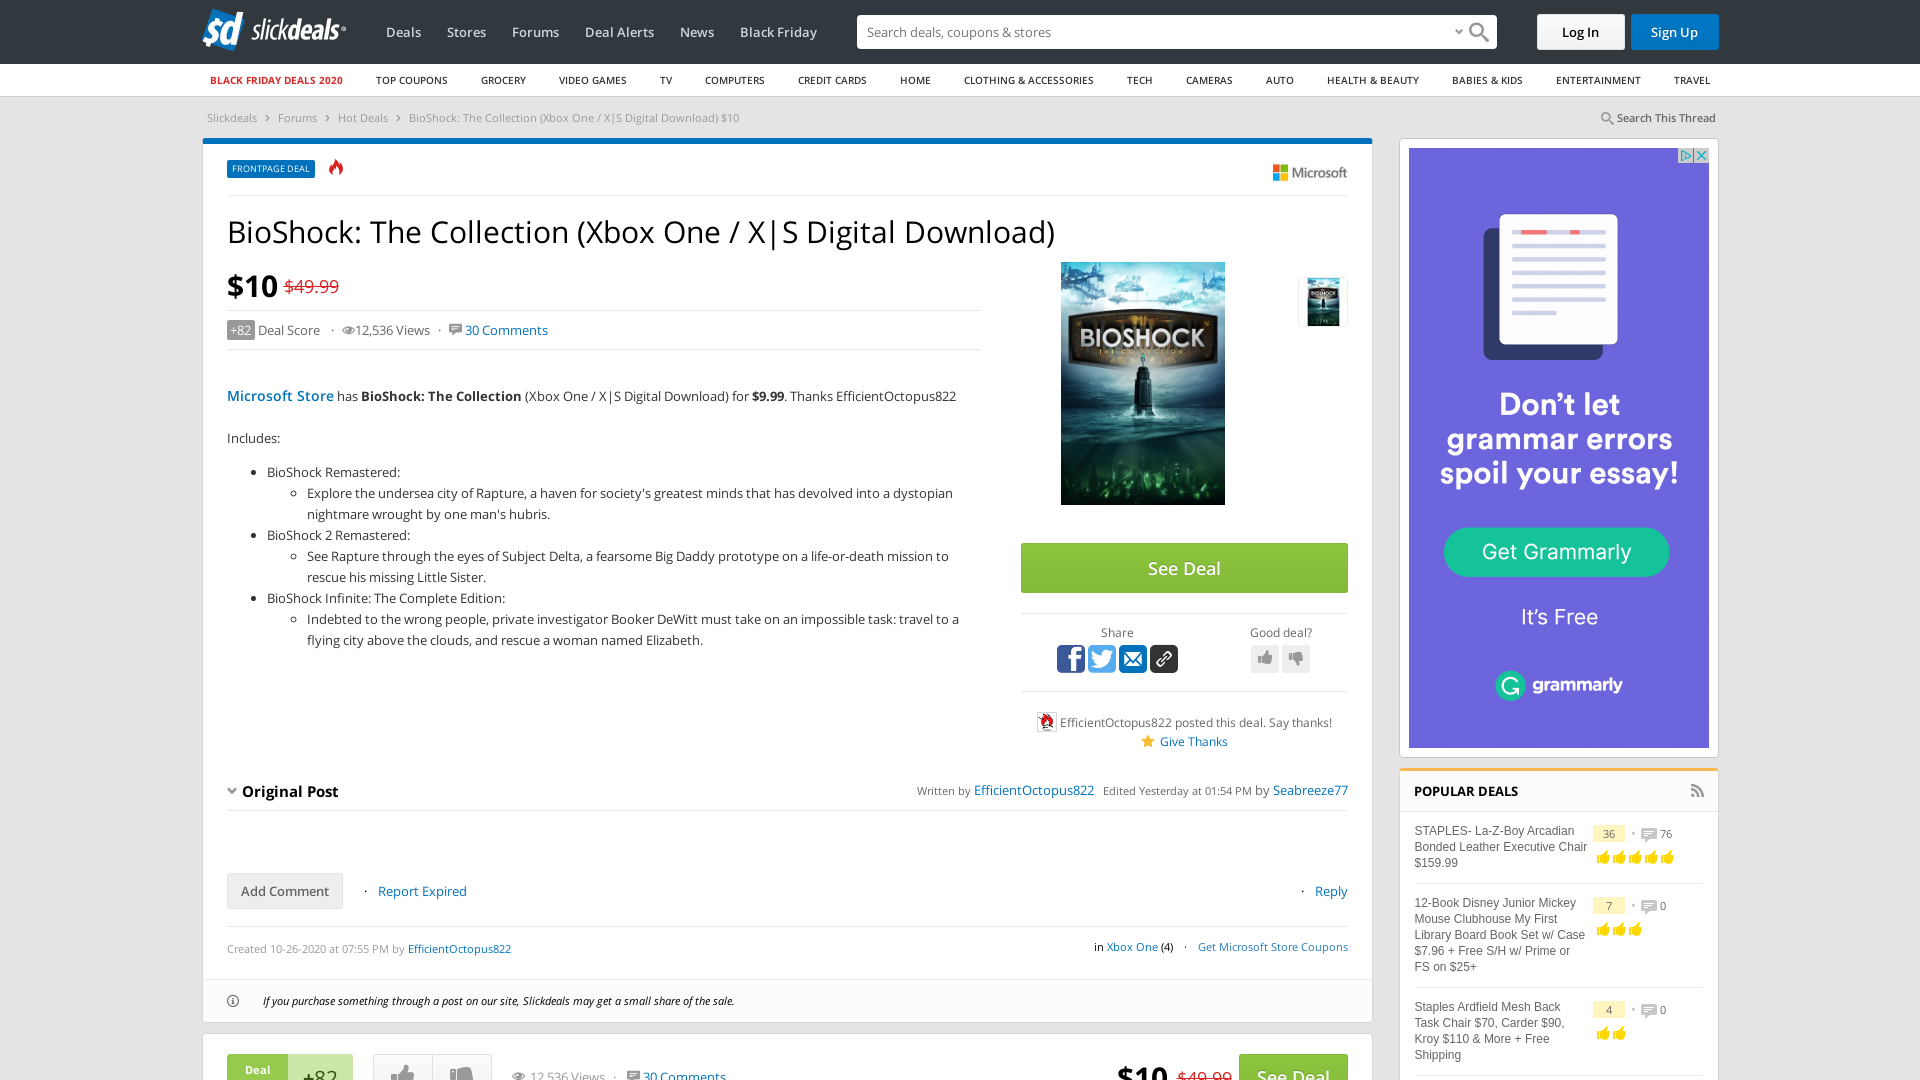 sd slickdeals
Deals Stores Forums Deal Alerts News Black Friday
Search deals, coupons & stores
Log In Sign Up
BLACK FRIDAY DEALS 2020 TOP COUPONS GROCERY VIDEO GAMES TV COMPUTERS CREDIT CARDS HOME CLOTHING & ACCESSORIES TECH CAMERAS AUTO HEALTH & BEAUTY BABIES & KIDS ENTERTAINMENT TRAVEL
Slickdeals › Forums › Hot Deals › BioShock: The Collection (Xbox One / X|S Digital Download) $10
Search This Thread
FRONTPAGE DEAL
Microsoft
BioShock: The Collection (Xbox One / X|S Digital Download)
$10 $49.99
+82 Deal Score · 12,536 Views · 30 Comments
BIOSHOCK
THE COLLECTION
BIOSHOCK
Microsoft Store has BioShock: The Collection (Xbox One / X|S Digital Download) for $9.99. Thanks EfficientOctopus822
Includes:
• BioShock Remastered:
◦ Explore the undersea city of Rapture, a haven for society's greatest minds that has devolved into a dystopian
nightmare wrought by one man's hubris.
• BioShock 2 Remastered:
◦ See Rapture through the eyes of Subject Delta, a fearsome Big Daddy prototype on a life-or-death mission to
rescue his missing Little Sister.
• BioShock Infinite: The Complete Edition:
◦ Indebted to the wrong people, private investigator Booker DeWitt must take on an impossible task: travel to a
flying city above the clouds, and rescue a woman named Elizabeth.
See Deal
Share
Good deal?
EfficientOctopus822 posted this deal. Say thanks!
Give Thanks
Original Post
Written by EfficientOctopus822 Edited Yesterday at 01:54 PM by Seabreeze77
Add Comment · Report Expired
· Reply
Created 10-26-2020 at 07:55 PM by EfficientOctopus822
in Xbox One (4) · Get Microsoft Store Coupons
If you purchase something through a post on our site, Slickdeals may get a small share of the sale.
Deal
+82
12,536 Views · 30 Comments
$10 $49.99
See Deal
Don't let
grammar errors
spoil your essay!
Get Grammarly
It's Free
grammarly
POPULAR DEALS
STAPLES- La-Z-Boy Arcadian
Bonded Leather Executive Chair
$159.99
36 • 76
12-Book Disney Junior Mickey
Mouse Clubhouse My First
Library Board Book Set w/ Case
$7.96 + Free S/H w/ Prime or
FS on $25+
7 • 0
Staples Ardfield Mesh Back
Task Chair $70, Carder $90,
Kroy $110 & More + Free
Shipping
4 • 0